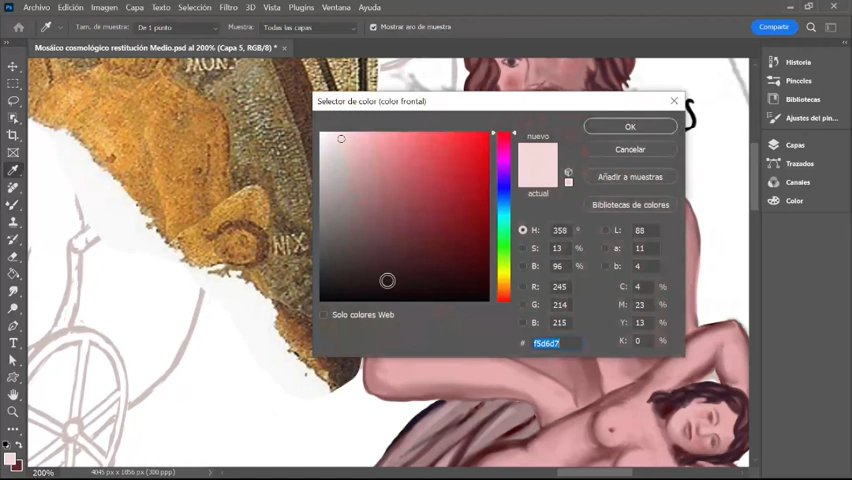 Archivo Edición Imagen Capa Texto Selección Filtro 3D Vista Plugins Ventana Ayuda
Tam. de muestra: De 1 punto Muestra: Todas las capas Mostrar aro de muestra Compartir
Mosáico cosmológico restitución Medio.psd al 200% (Capa 5, RGB/8) *
Selector de color (color frontal)
nuevo
actual
OK
Cancelar
Añadir a muestras
Bibliotecas de colores
H: 358 °
S: 13 %
B: 96 %
R: 245
G: 214
B: 215
L: 88
a: 11
b: 4
C: 4 %
M: 23 %
Y: 13 %
K: 0 %
# f5d6d7
Solo colores Web
Historia
Pinceles
Bibliotecas
Ajustes del pin...
Capas
Trazados
Canales
Color
NIX
200% 4045 px x 1856 px (300 ppp)